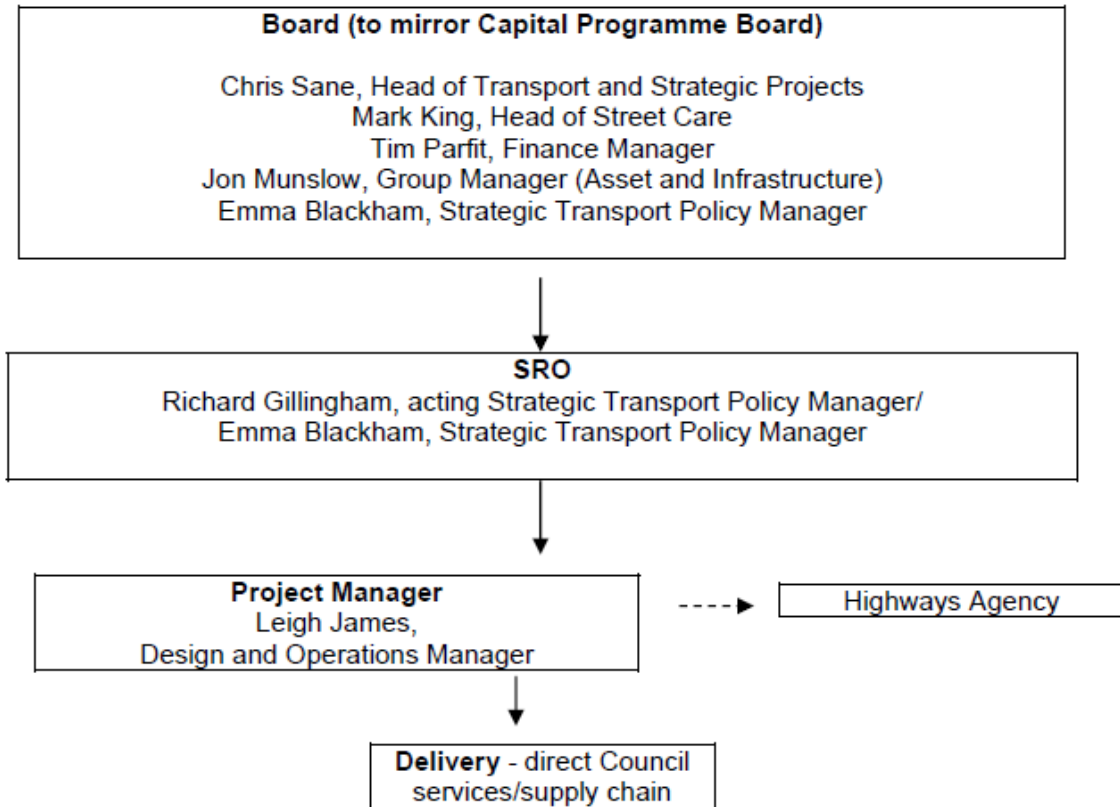 Board (to mirror Capital Programme Board)
Chris Sane, Head of Transport and Strategic Projects
Mark King, Head of Street Care
Tim Parfit, Finance Manager
Jon Munslow, Group Manager (Asset and Infrastructure)
Emma Blackham, Strategic Transport Policy Manager
SRO
Richard Gillingham, acting Strategic Transport Policy Manager/
Emma Blackham, Strategic Transport Policy Manager
Project Manager
Leigh James,
Design and Operations Manager
Highways Agency
Delivery - direct Council
services/supply chain